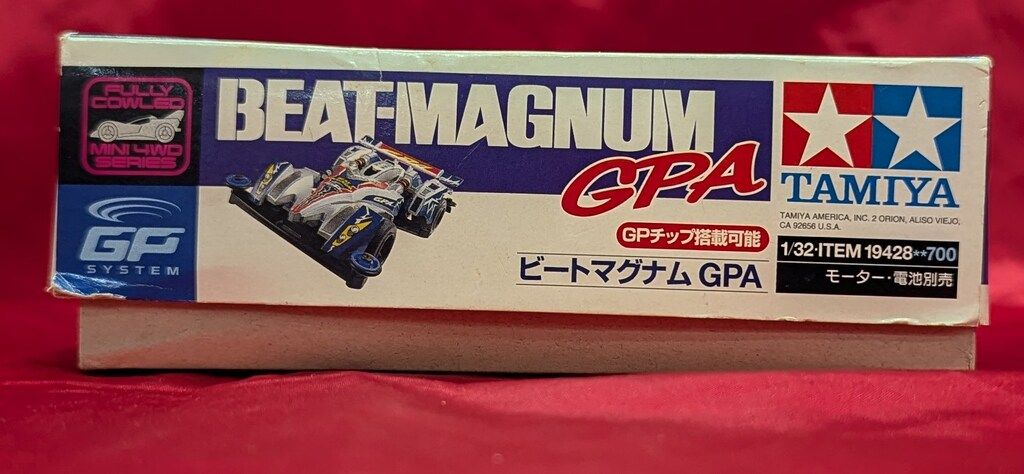 FULLY
COWLED
MINI 4WD
SERIES
GP
SYSTEM
BEAT-MAGNUM
GPA
GPチップ搭載可能
ビートマグナム GPA
TAMIYA
TAMIYA AMERICA, INC. 2 ORION, ALISO VIEJO,
CA 92656 U.S.A.
1/32·ITEM 19428**700
モーター・電池別売